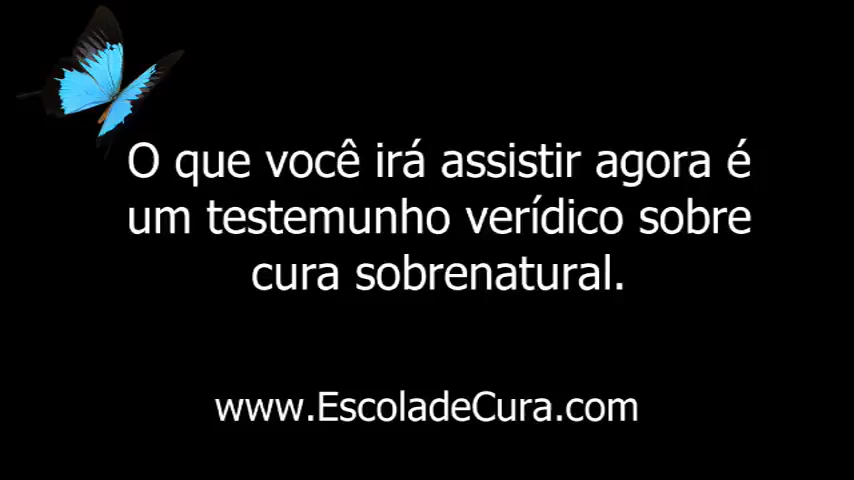 O que você irá assistir agora é
um testemunho verídico sobre
cura sobrenatural.
www.EscoladeCura.com